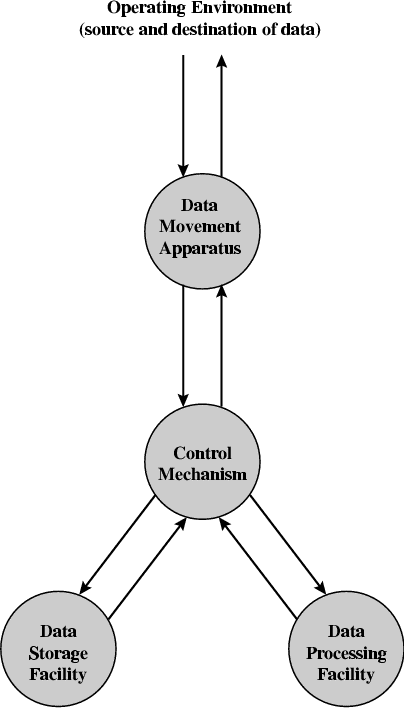 Operating Environment
(source and destination of data)
Data
Movement
Apparatus
Control
Mechanism
Data
Storage
Facility
Data
Processing
Facility